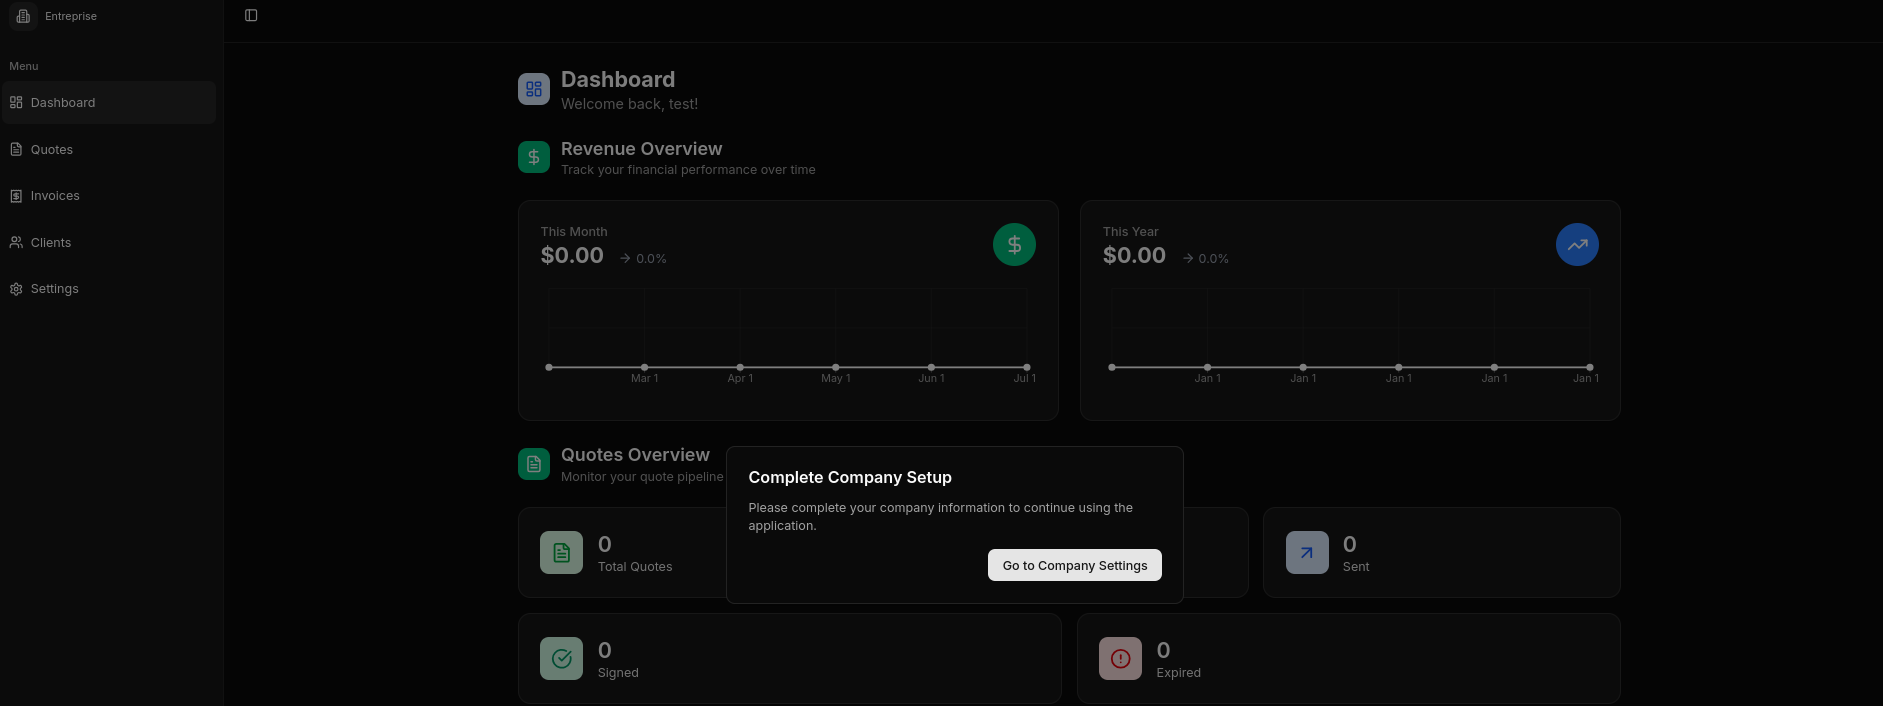 Entreprise
Menu
Dashboard
Quotes
Invoices
Clients
Settings
Dashboard
Welcome back, test!
Revenue Overview
Track your financial performance over time
This Month
$0.00 → 0.0%
Mar 1 Apr 1 May 1 Jun 1 Jul 1
This Year
$0.00 → 0.0%
Jan 1 Jan 1 Jan 1 Jan 1 Jan 1
Quotes Overview
Monitor your quote pipeline
Complete Company Setup
Please complete your company information to continue using the
application.
Go to Company Settings
0
Total Quotes
0
Sent
0
Signed
0
Expired